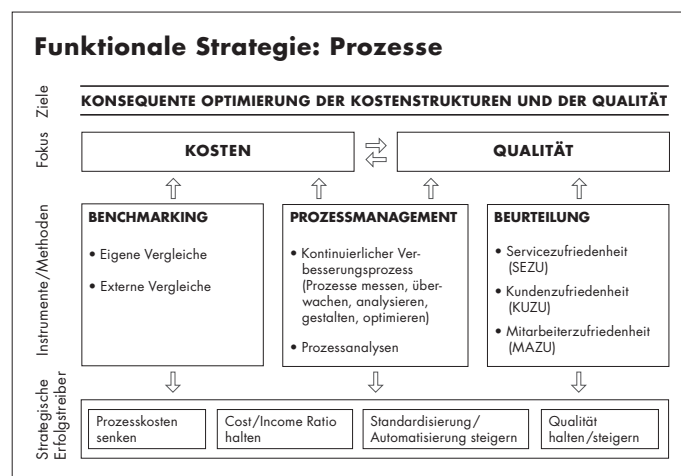 Funktionale Strategie: Prozesse
Ziele
KONSEQUENTE OPTIMIERUNG DER KOSTENSTRUKTUREN UND DER QUALITÄT
Fokus
KOSTEN
QUALITÄT
Instrumente/Methoden
BENCHMARKING
• Eigene Vergleiche
• Externe Vergleiche
PROZESSMANAGEMENT
• Kontinuierlicher Ver-
besserungsprozess
(Prozesse messen, über-
wachen, analysieren,
gestalten, optimieren)
• Prozessanalysen
BEURTEILUNG
• Servicezufriedenheit
(SEZU)
• Kundenzufriedenheit
(KUZU)
• Mitarbeiterzufriedenheit
(MAZU)
Strategische
Erfolgstreiber
Prozesskosten
senken
Cost/Income Ratio
halten
Standardisierung/
Automatisierung steigern
Qualität
halten/steigern